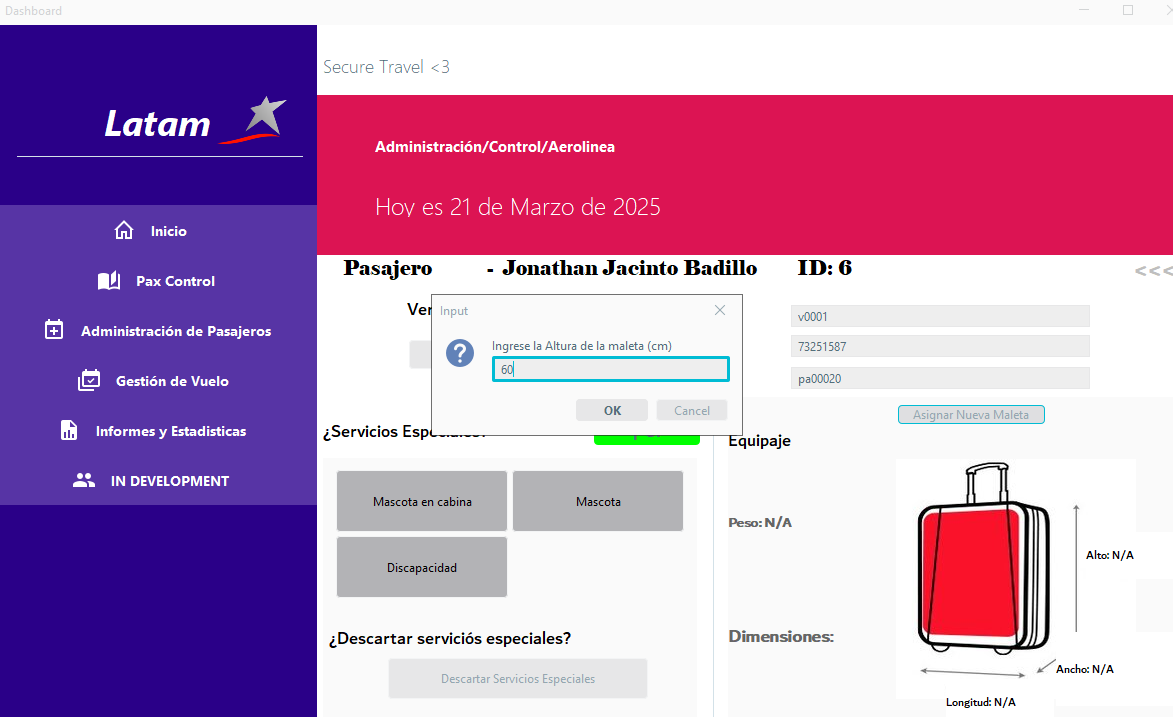 Dashboard
Latam
Inicio
Pax Control
Administración de Pasajeros
Gestión de Vuelo
Informes y Estadisticas
IN DEVELOPMENT
Secure Travel <3
Administración/Control/Aerolinea
Hoy es 21 de Marzo de 2025
Pasajero - Jonathan Jacinto Badillo ID: 6 <<<
Input
Ingrese la Altura de la maleta (cm)
60
OK Cancel
v0001
73251587
pa00020
Asignar Nueva Maleta
¿Servicios Especiales?
Mascota en cabina Mascota
Discapacidad
¿Descartar serviciós especiales?
Descartar Servicios Especiales
Equipaje
Peso: N/A
Alto: N/A
Dimensiones:
Ancho: N/A
Longitud: N/A